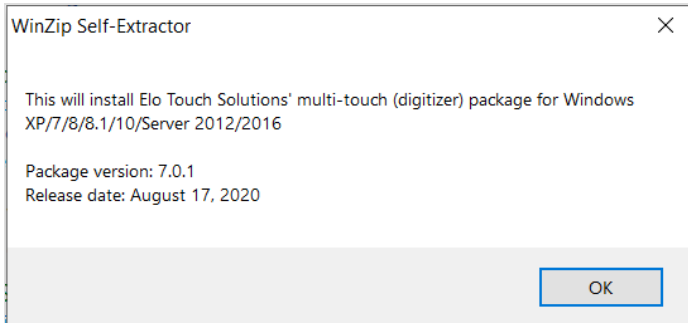 WinZip Self-Extractor
This will install Elo Touch Solutions' multi-touch (digitizer) package for Windows
XP/7/8/8.1/10/Server 2012/2016
Package version: 7.0.1
Release date: August 17, 2020
OK